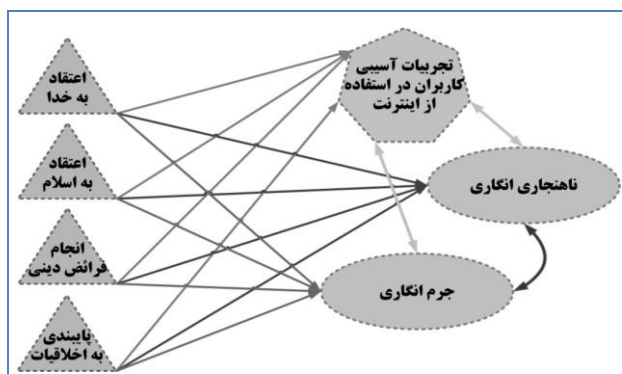 اعتقاد
به خدا
اعتقاد
به اسلام
انجام
فرائض دینی
پایبندی
به اخلاقیات
تجربیات آسیبی
کاربران در استفاده
از اینترنت
ناهنجاری انگاری
جرم انگاری